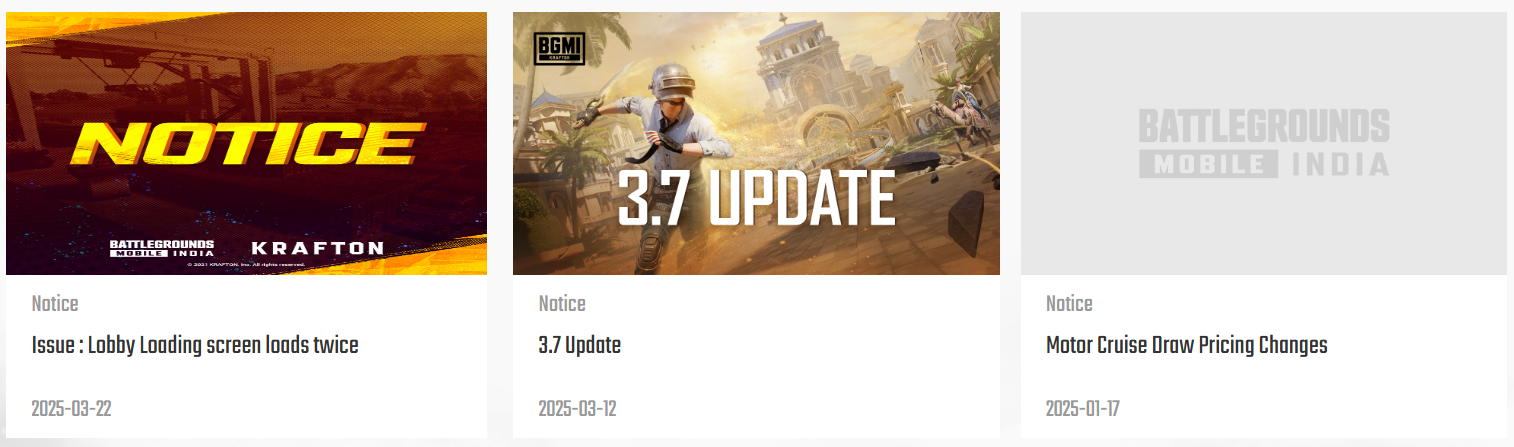 NOTICE
BATTLEGROUNDS
MOBILE INDIA
KRAFTON
© 2021 KRAFTON, Inc. All rights reserved.
Notice
Issue : Lobby Loading screen loads twice
2025-03-22
BGMI
KRAFTON
3.7 UPDATE
Notice
3.7 Update
2025-03-12
BATTLEGROUNDS
MOBILE INDIA
Notice
Motor Cruise Draw Pricing Changes
2025-01-17